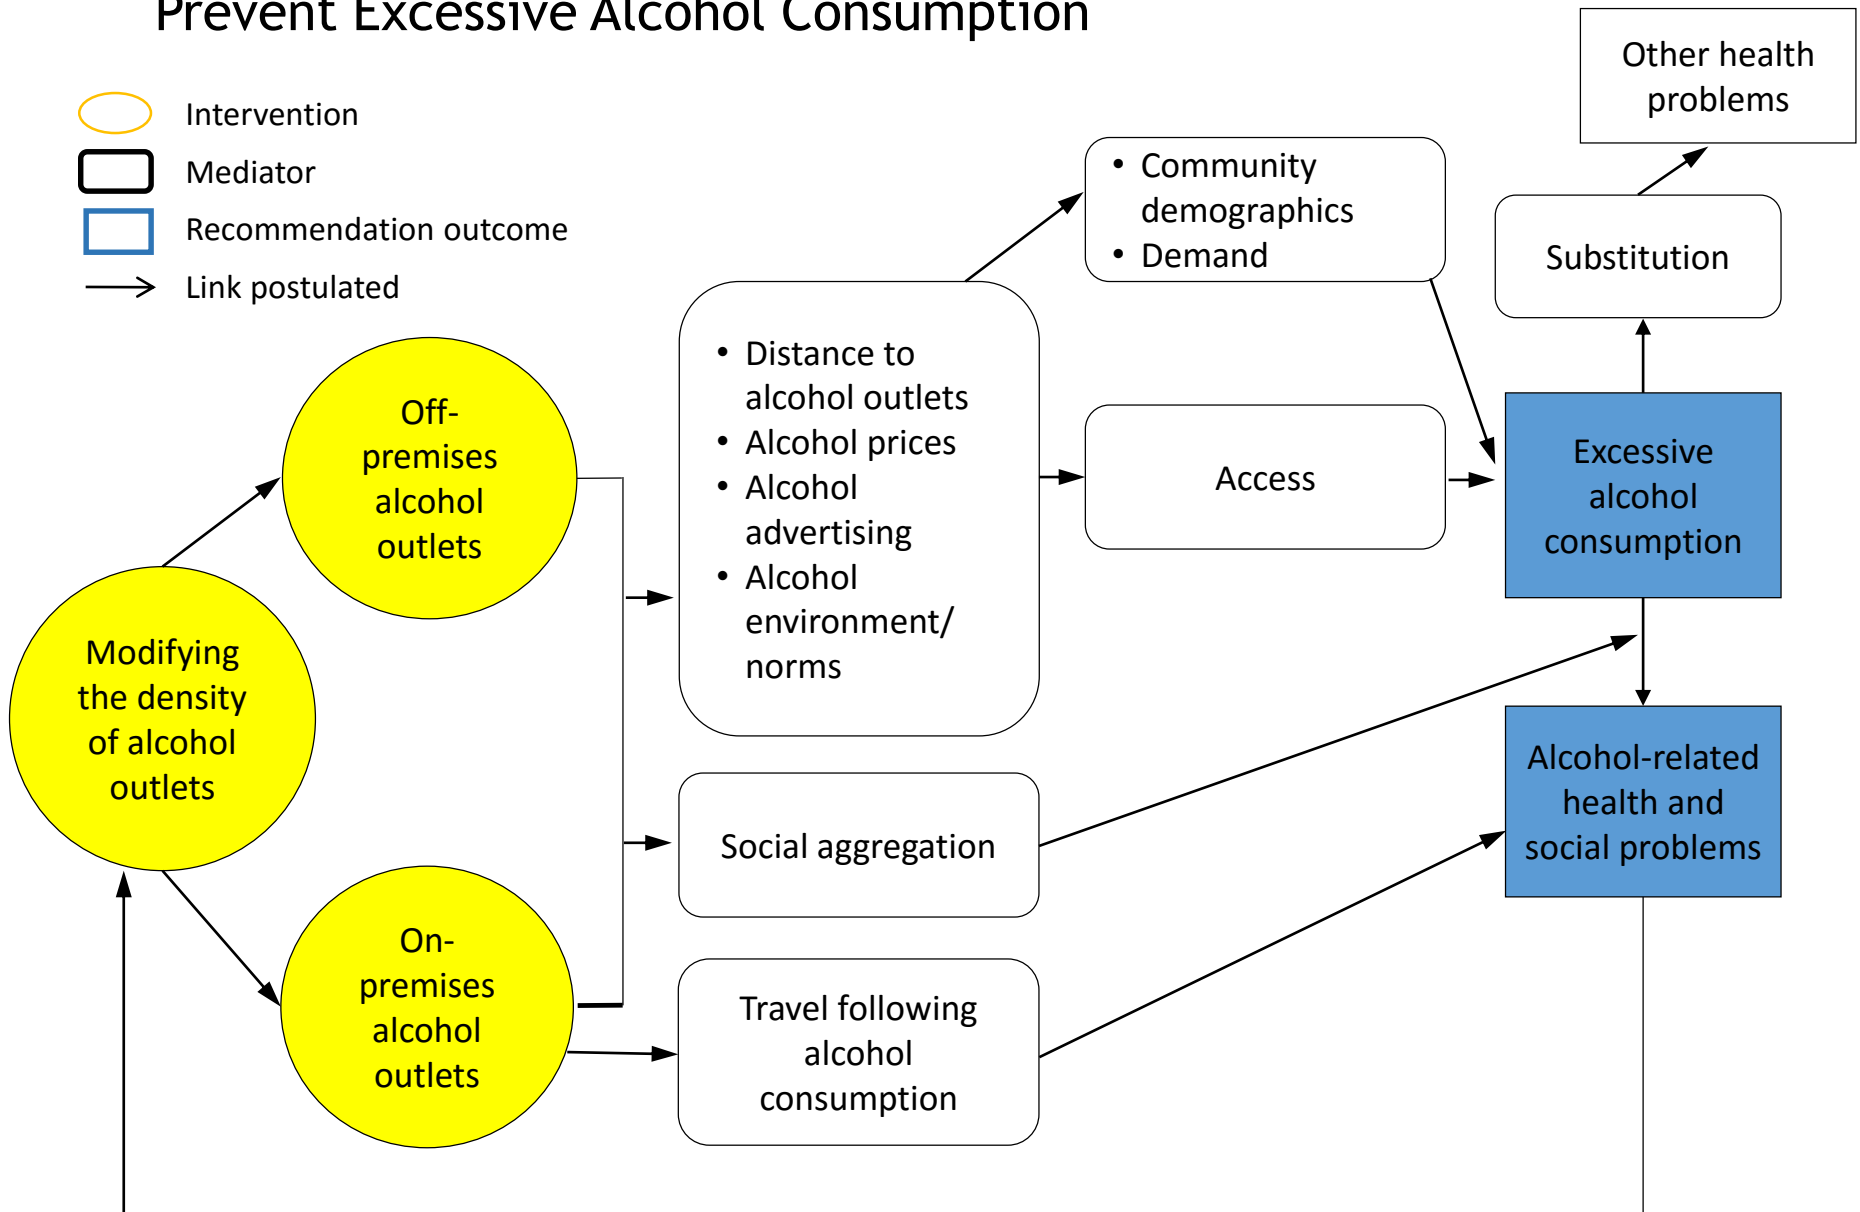 Prevent Excessive Alcohol Consumption
Intervention
Mediator
Recommendation outcome
Link postulated
Modifying
the density
of alcohol
outlets
Off-
premises
alcohol
outlets
On-
premises
alcohol
outlets
• Distance to
alcohol outlets
• Alcohol prices
• Alcohol
advertising
• Alcohol
environment/
norms
Social aggregation
Travel following
alcohol
consumption
• Community
demographics
• Demand
Access
Other health
problems
Substitution
Excessive
alcohol
consumption
Alcohol-related
health and
social problems